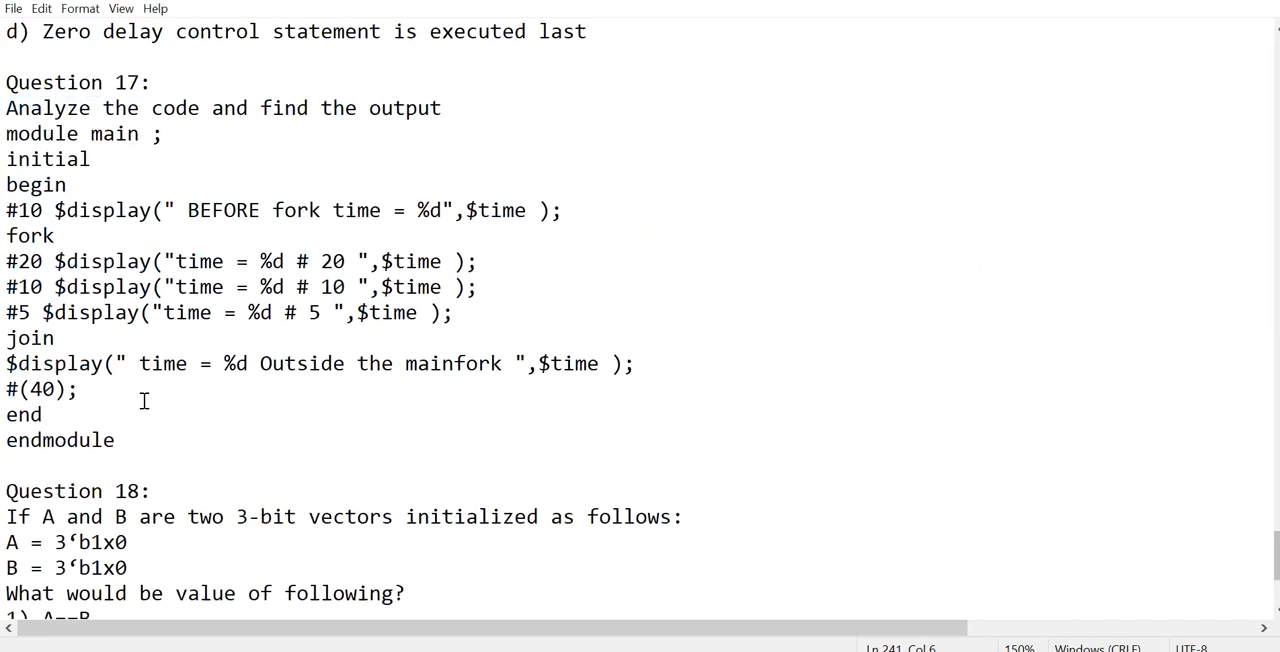 File Edit Format View Help
d) Zero delay control statement is executed last
Question 17:
Analyze the code and find the output
module main ;
initial
begin
#10 $display(" BEFORE fork time = %d",$time );
fork
#20 $display("time = %d # 20 ",$time );
#10 $display("time = %d # 10 ",$time );
#5 $display("time = %d # 5 ",$time );
join
$display(" time = %d Outside the mainfork ",$time );
#(40);
end
endmodule
Question 18:
If A and B are two 3-bit vectors initialized as follows:
A = 3‘b1x0
B = 3‘b1x0
What would be value of following?
1) A==B
Ln 241, Col 6 150% Windows (CRLF) UTF-8